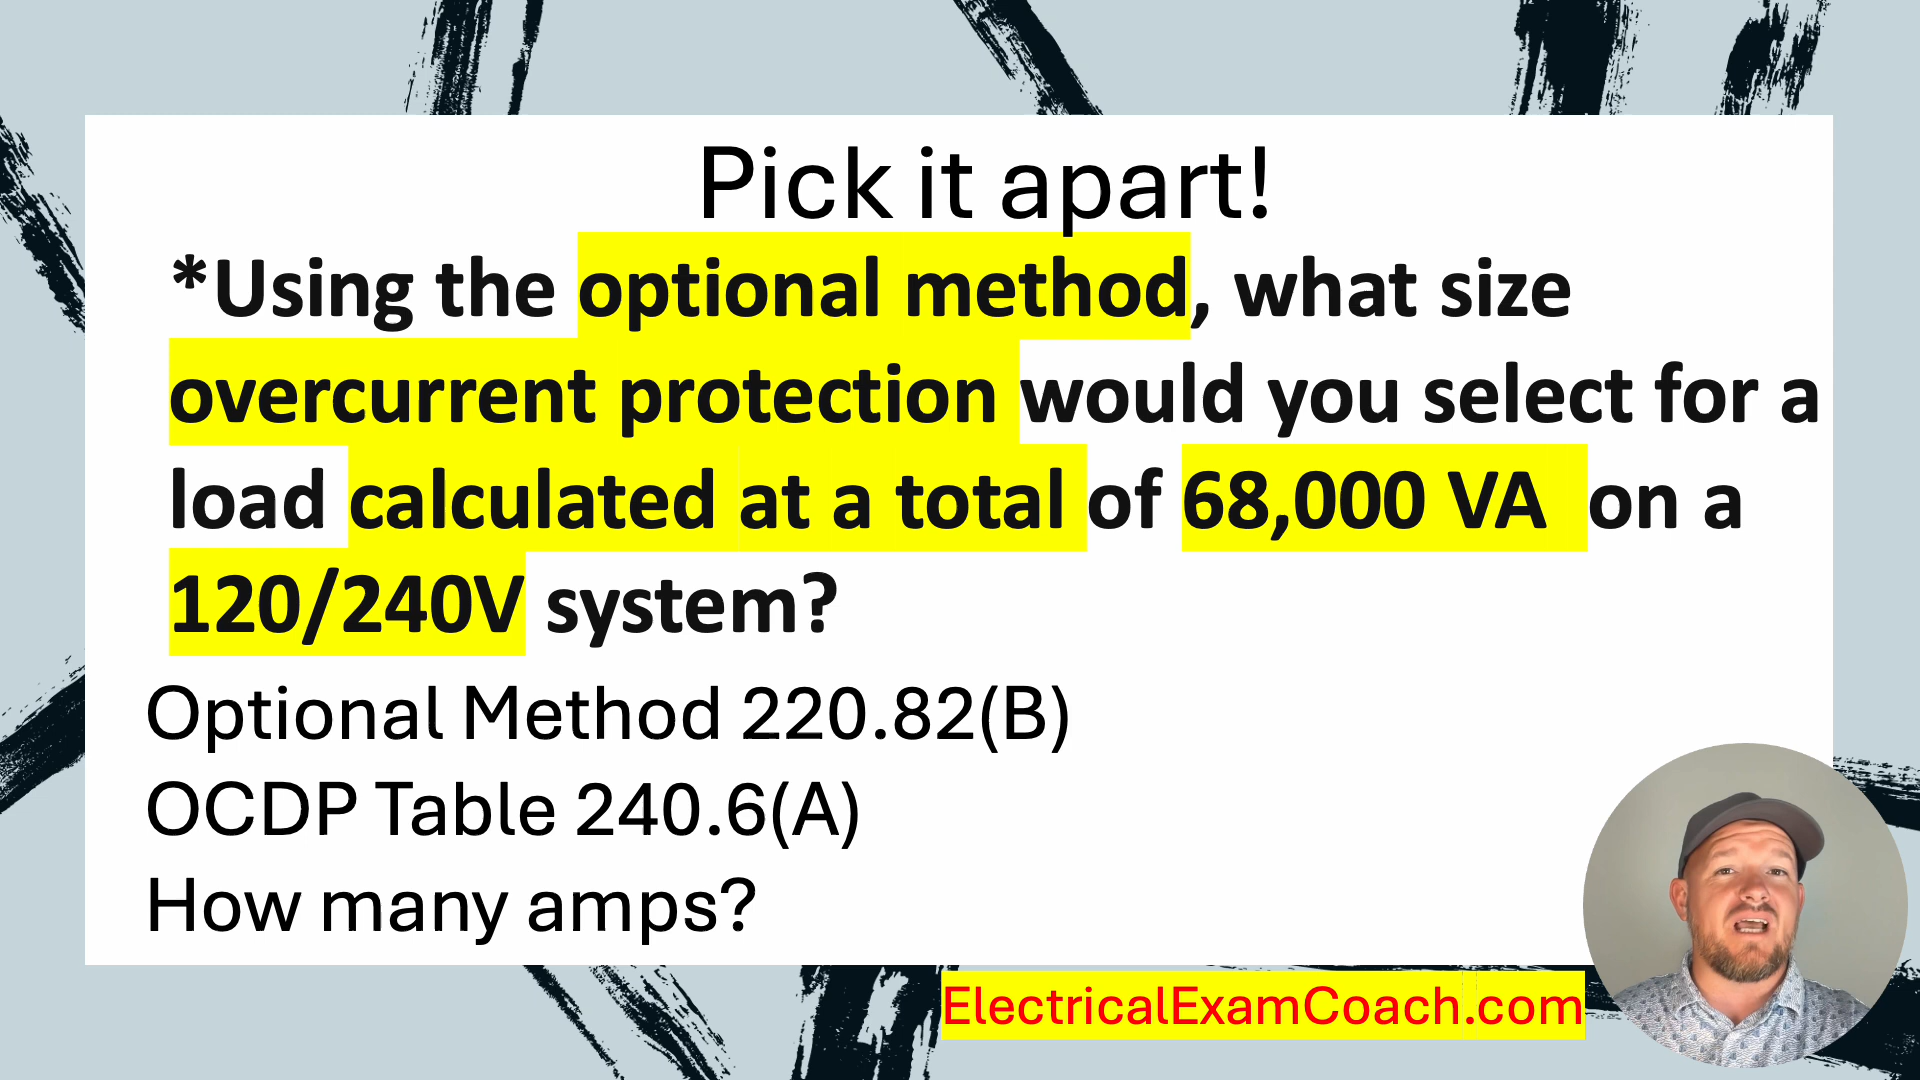 Pick it apart!
*Using the optional method, what size
overcurrent protection would you select for a
load calculated at a total of 68,000 VA on a
120/240V system?
Optional Method 220.82(B)
OCDP Table 240.6(A)
How many amps?
ElectricalExamCoach.com